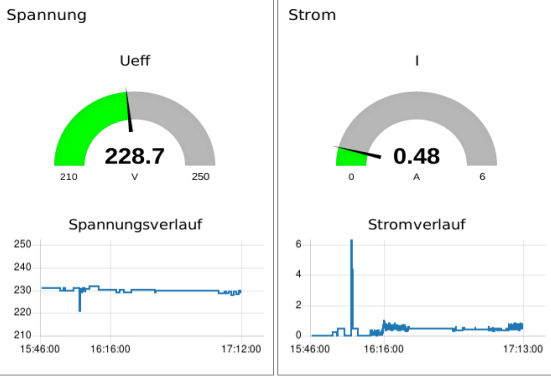 Spannung
Ueff
228.7
210 V 250
Spannungsverlauf
250
240
230
220
210
15:46:00 16:16:00 17:12:00
Strom
I
0.48
0 A 6
Stromverlauf
6
4
2
0
15:46:00 16:16:00 17:13:00